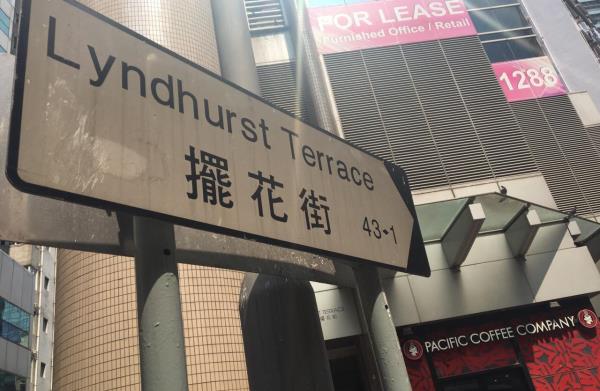 FOR LEASE
Furnished Office / Retail
1288
Lyndhurst Terrace
擺花街
43-1
PACIFIC COFFEE COMPANY